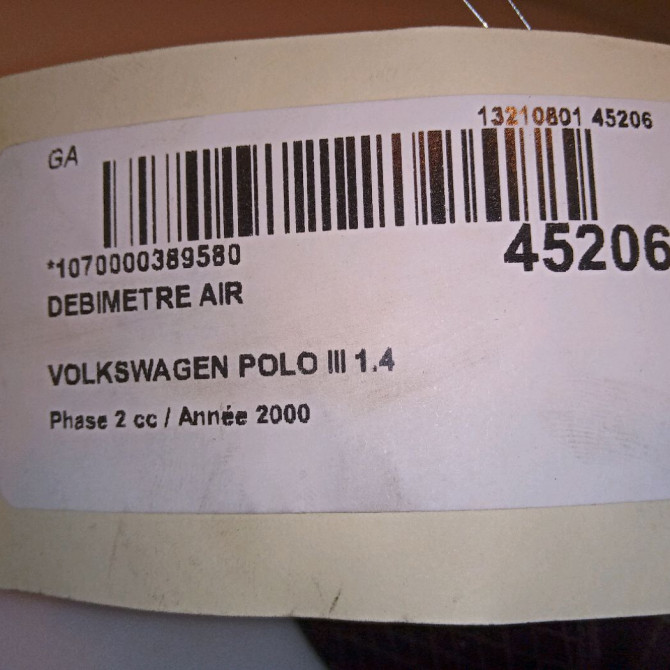 GA
13210801 45206
*1070000389580
45206
DEBIMETRE AIR
VOLKSWAGEN POLO III 1.4
Phase 2 cc / Année 2000